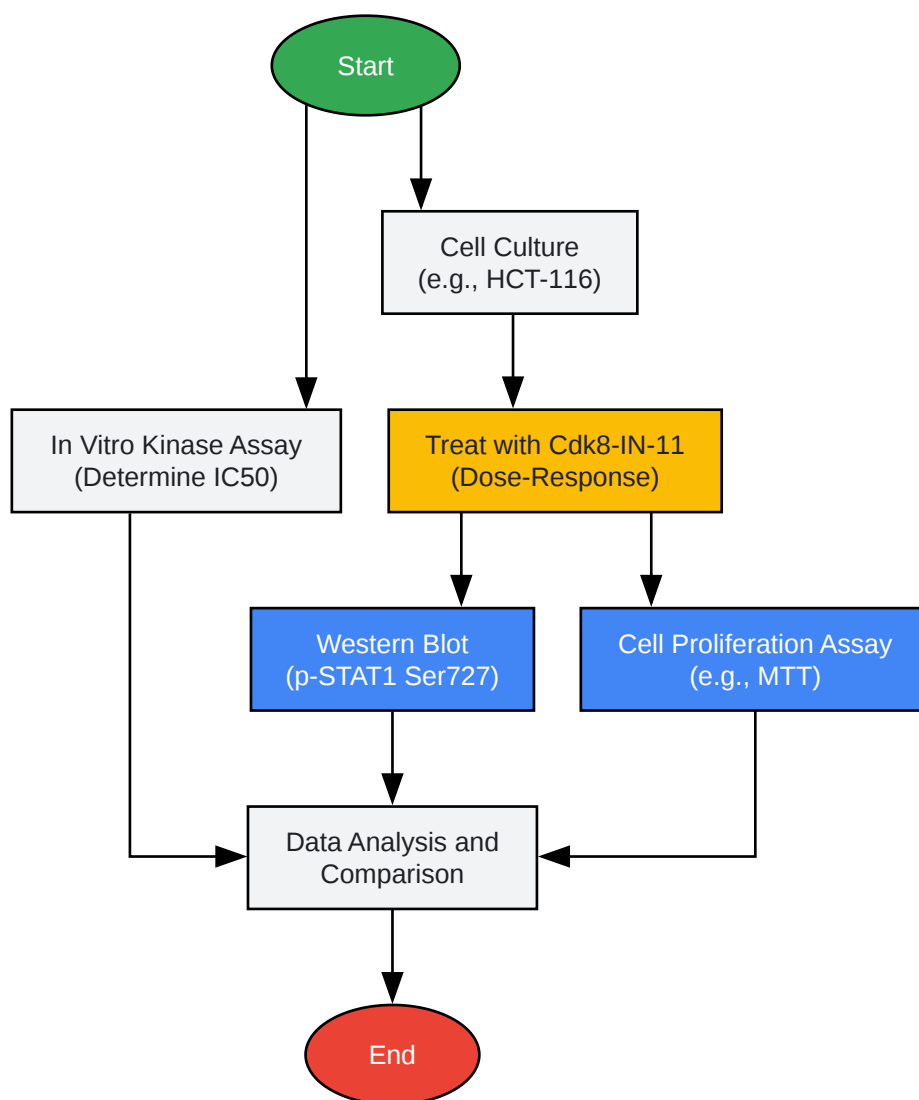 Start
Cell Culture
(e.g., HCT-116)
In Vitro Kinase Assay
(Determine IC50)
Treat with Cdk8-IN-11
(Dose-Response)
Western Blot
(p-STAT1 Ser727)
Cell Proliferation Assay
(e.g., MTT)
Data Analysis and
Comparison
End